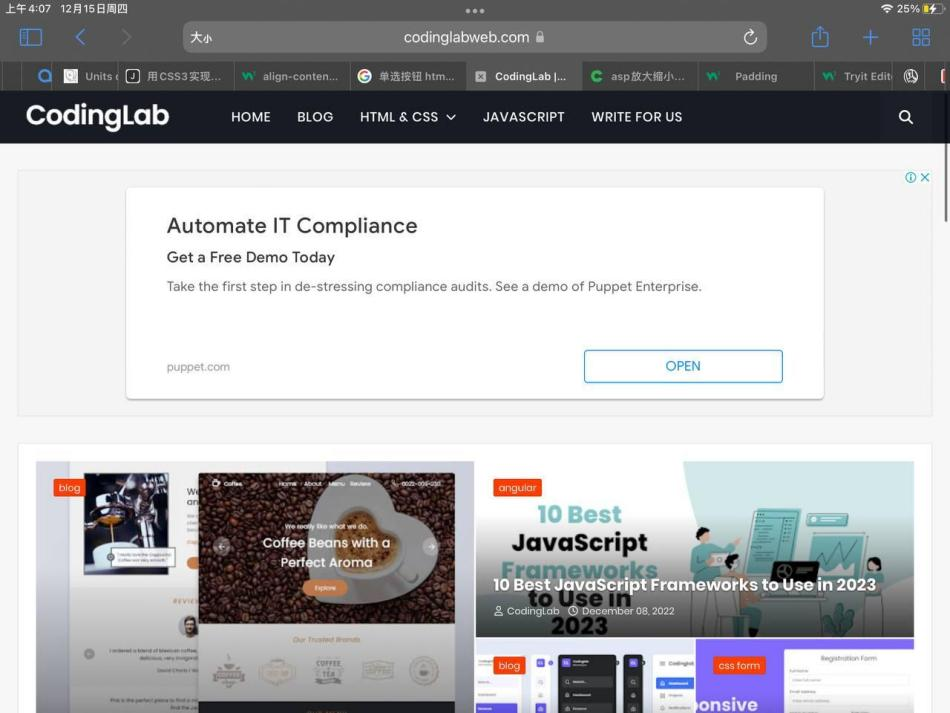 上午4:07 12月15日周四
25%
大小
codinglabweb.com
Units
用CSS3实现...
align-conten...
单选按钮 htm...
CodingLab |...
asp放大缩小...
Padding
Tryit Edit
CodingLab
HOME BLOG HTML & CSS JAVASCRIPT WRITE FOR US
Automate IT Compliance
Get a Free Demo Today
Take the first step in de-stressing compliance audits. See a demo of Puppet Enterprise.
puppet.com
OPEN
blog
Coffee
Home About Menu Review
We really like what we do.
Coffee Beans with a
Perfect Aroma
Explore
Our Trusted Brands
angular
10 Best
JavaScript
Frameworks
to Use in
2023
10 Best JavaScript Frameworks to Use in 2023
CodingLab December 08, 2022
blog
css form
Registration Form